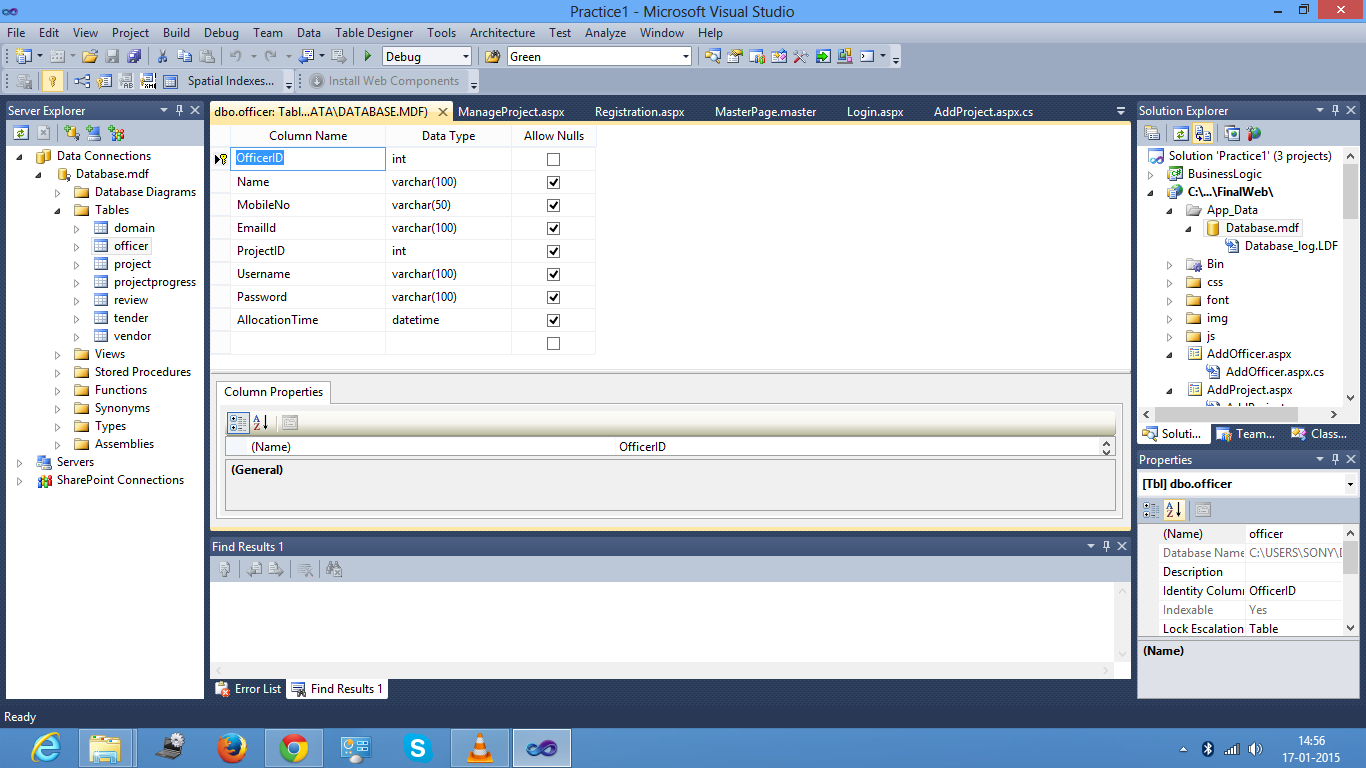 Practice1 - Microsoft Visual Studio
File Edit View Project Build Debug Team Data Table Designer Tools Architecture Test Analyze Window Help
Debug Green
Spatial Indexes... Install Web Components
Server Explorer
Data Connections
Database.mdf
Database Diagrams
Tables
domain
officer
project
projectprogress
review
tender
vendor
Views
Stored Procedures
Functions
Synonyms
Types
Assemblies
Servers
SharePoint Connections
dbo.officer: Tabl...ATA\DATABASE.MDF) ManageProject.aspx Registration.aspx MasterPage.master Login.aspx AddProject.aspx.cs
Column Name Data Type Allow Nulls
OfficerID int
Name varchar(100)
MobileNo varchar(50)
EmailId varchar(100)
ProjectID int
Username varchar(100)
Password varchar(100)
AllocationTime datetime
Column Properties
(Name) OfficerID
(General)
Find Results 1
Error List Find Results 1
Solution Explorer
Solution 'Practice1' (3 projects)
BusinessLogic
C:\...\FinalWeb\
App_Data
Database.mdf
Database_log.LDF
Bin
css
font
img
js
AddOfficer.aspx
AddOfficer.aspx.cs
AddProject.aspx
Soluti... Team... Class...
Properties
[Tbl] dbo.officer
(Name) officer
Database Name C:\USERS\SONY\D
Description
Identity Colum OfficerID
Indexable Yes
Lock Escalation Table
(Name)
Ready
14:56
17-01-2015